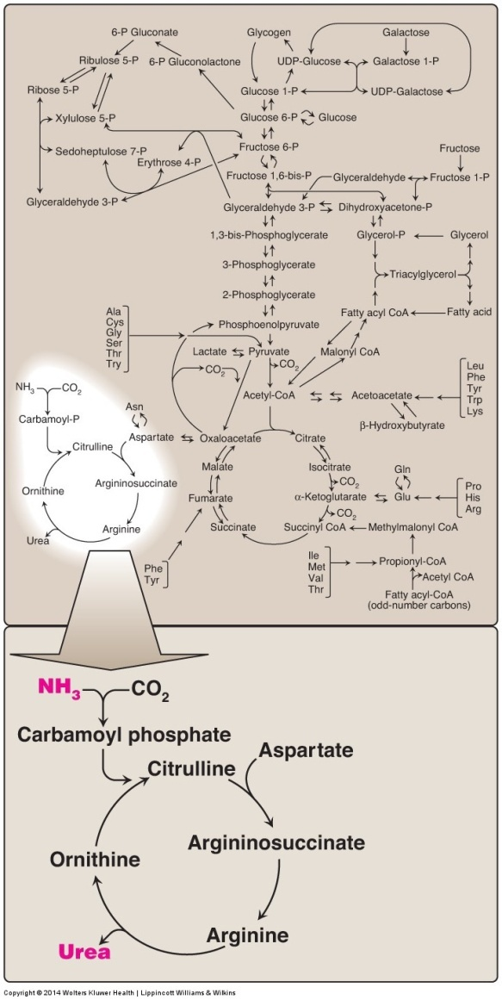 6-P Gluconate
Glycogen
Galactose
Ribulose 5-P
6-P Gluconolactone
UDP-Glucose
Galactose 1-P
Ribose 5-P
Glucose 1-P
UDP-Galactose
Xylulose 5-P
Glucose 6-P
Glucose
Sedoheptulose 7-P
Fructose 6-P
Fructose
Erythrose 4-P
Fructose 1,6-bis-P
Glyceraldehyde
Fructose 1-P
Glyceraldehyde 3-P
Glyceraldehyde 3-P
Dihydroxyacetone-P
1,3-bis-Phosphoglycerate
Glycerol-P
Glycerol
3-Phosphoglycerate
Triacylglycerol
2-Phosphoglycerate
Ala
Cys
Gly
Ser
Thr
Try
Fatty acyl CoA
Fatty acid
Phosphoenolpyruvate
Lactate
Pyruvate
Malonyl CoA
CO2
CO2
Leu
Phe
Tyr
Trp
Lys
NH3
CO2
Acetyl-CoA
Acetoacetate
Carbamoyl-P
Asn
β-Hydroxybutyrate
Citrulline
Aspartate
Oxaloacetate
Citrate
Malate
Isocitrate
Gln
Argininosuccinate
CO2
Ornithine
Fumarate
α-Ketoglutarate
Glu
Pro
His
Arg
CO2
Arginine
Succinate
Succinyl CoA
Methylmalonyl CoA
Urea
Phe
Tyr
Ile
Met
Val
Thr
Propionyl-CoA
Acetyl CoA
Fatty acyl-CoA
(odd-number carbons)
NH3
CO2
Carbamoyl phosphate
Aspartate
Citrulline
Argininosuccinate
Ornithine
Arginine
Urea
Copyright © 2014 Wolters Kluwer Health | Lippincott Williams & Wilkins